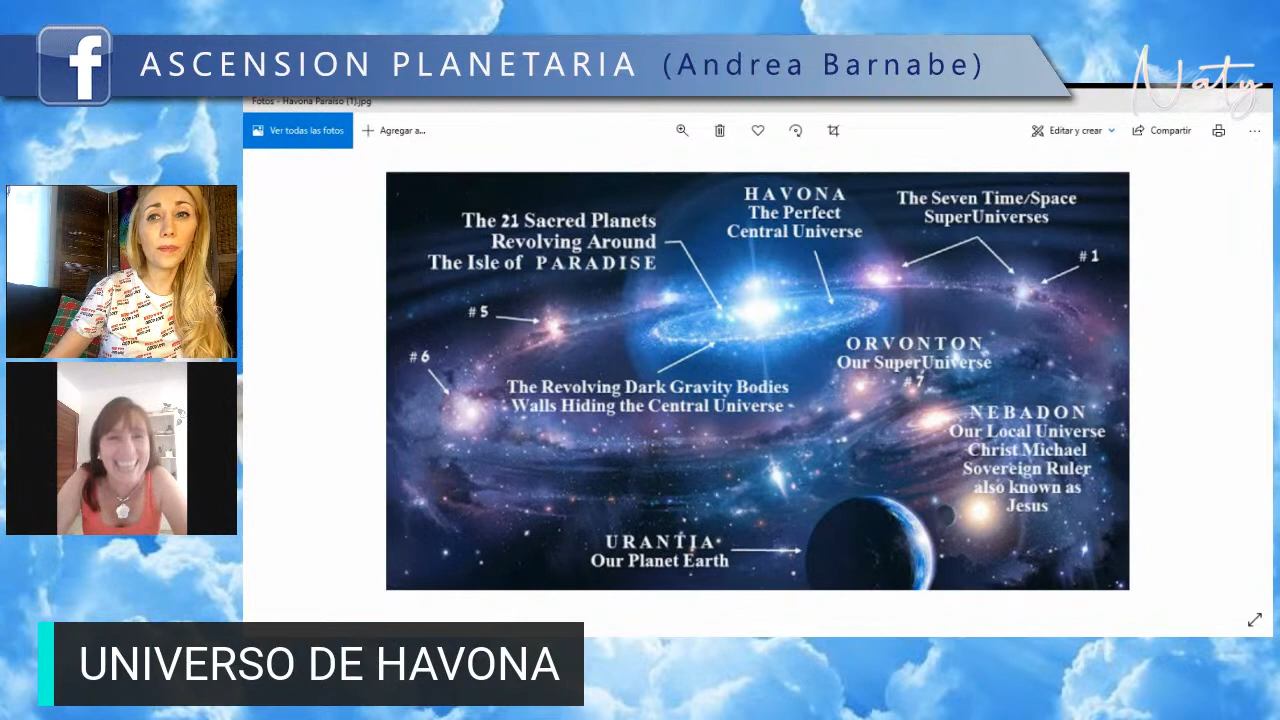 f ASCENSION PLANETARIA (Andrea Barnabe)
Naty
Fotos - Havona Paraiso (1).jpg
Ver todas las fotos
Agregar a...
Editar y crear
Compartir
The 21 Sacred Planets
Revolving Around
The Isle of PARADISE
HAVONA
The Perfect
Central Universe
The Seven Time/Space
SuperUniverses
# 1
# 5
# 6
ORVONTON
Our SuperUniverse
# 7
The Revolving Dark Gravity Bodies
Walls Hiding the Central Universe
NEBADON
Our Local Universe
Christ Michael
Sovereign Ruler
also known as
Jesus
URANTIA
Our Planet Earth
UNIVERSO DE HAVONA